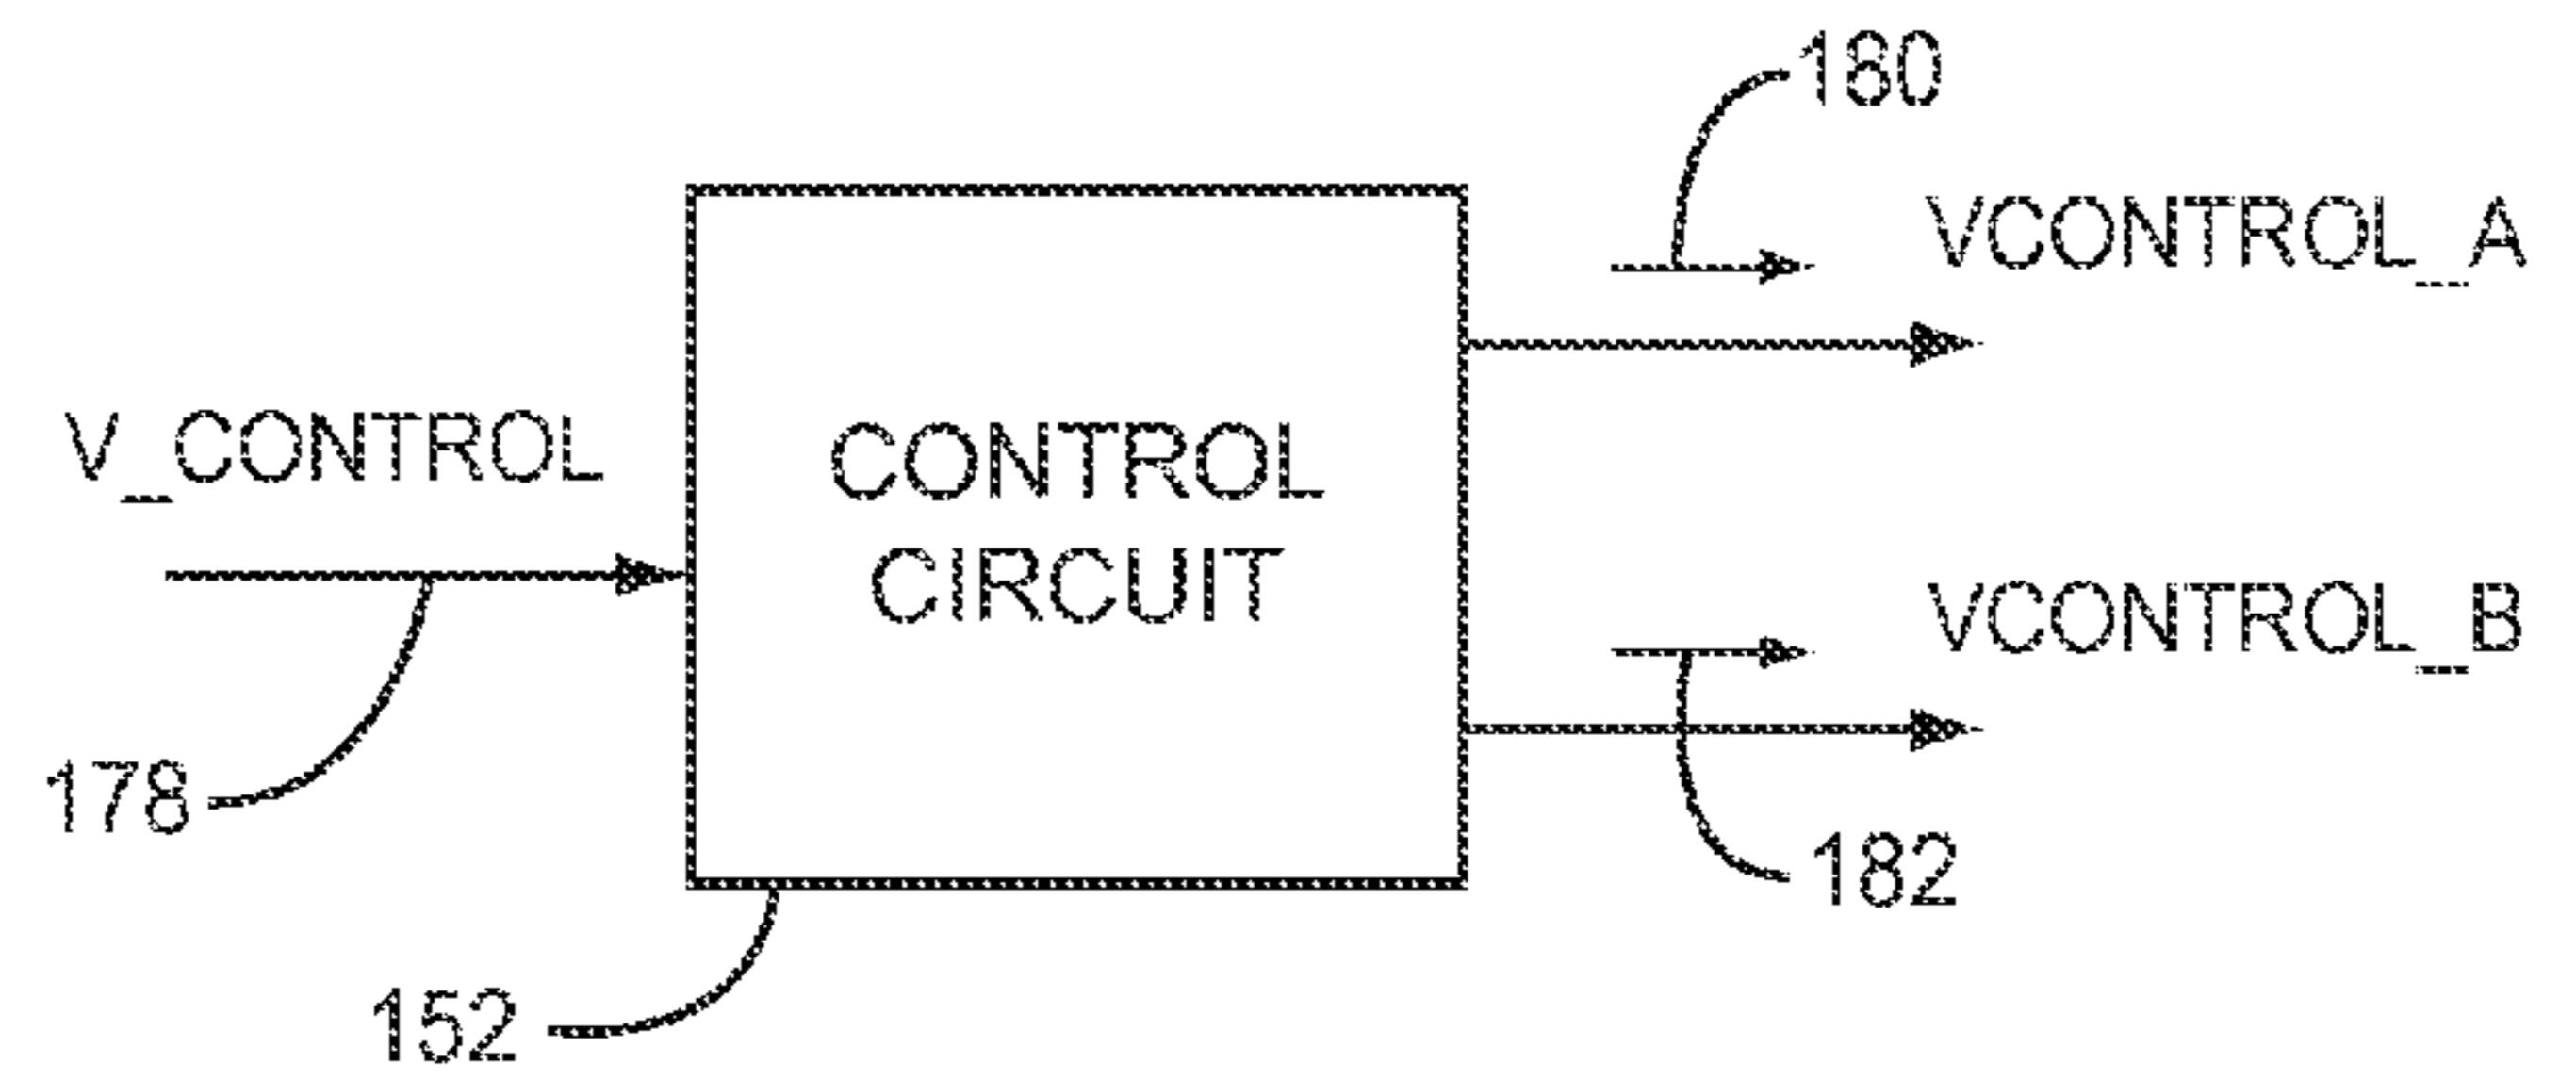 180
VCONTROL_A
V_CONTROL
CONTROL
CIRCUIT
VCONTROL_B
178
182
152